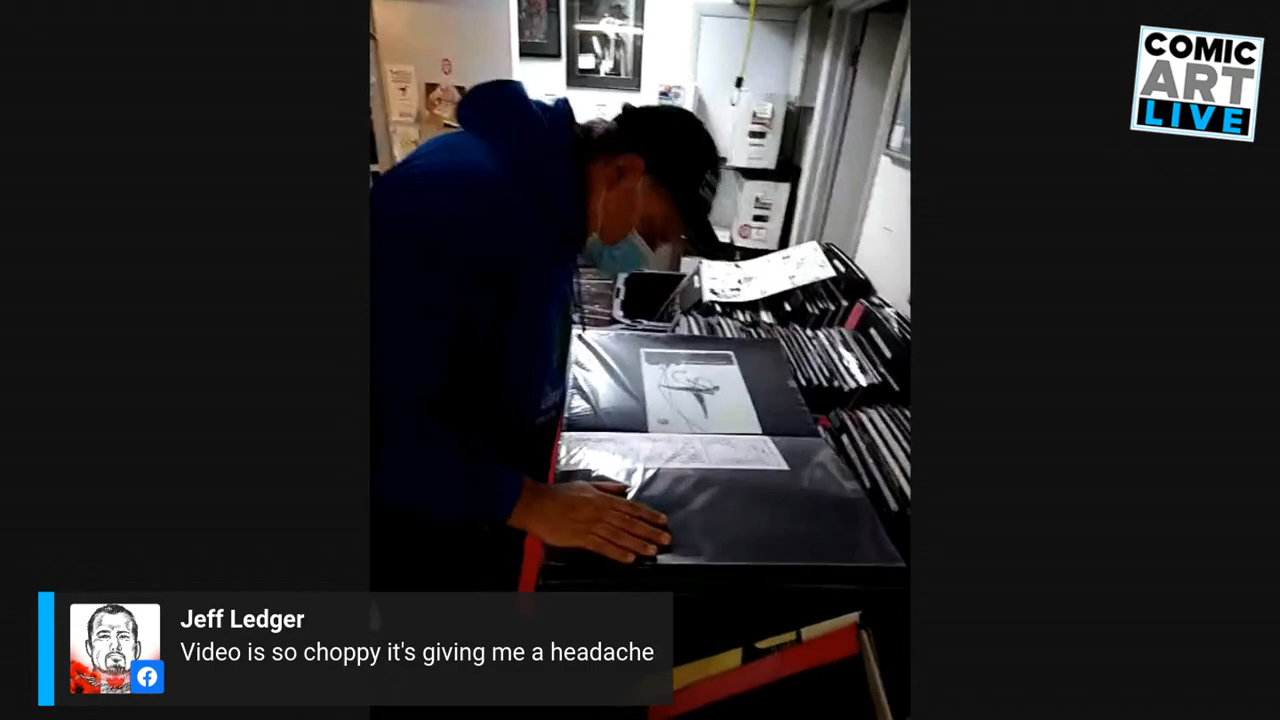 COMIC
ART
LIVE
Jeff Ledger
Video is so choppy it's giving me a headache